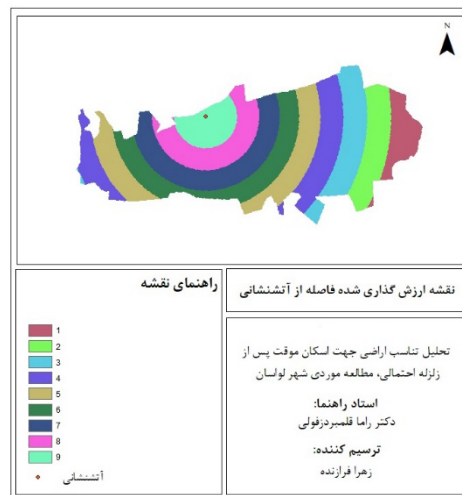 N
راهنمای نقشه
1
2
3
4
5
6
7
8
9
آتشنشانی
نقشه ارزش گذاری شده فاصله از آتشنشانی
تحلیل تناسب اراضی جهت اسکان موقت پس از
زلزله احتمالی، مطالعه موردی شهر لواسان
استاد راهنما:
دکتر راما قلمبردزفولی
ترسیم کننده:
زهرا فرازنده